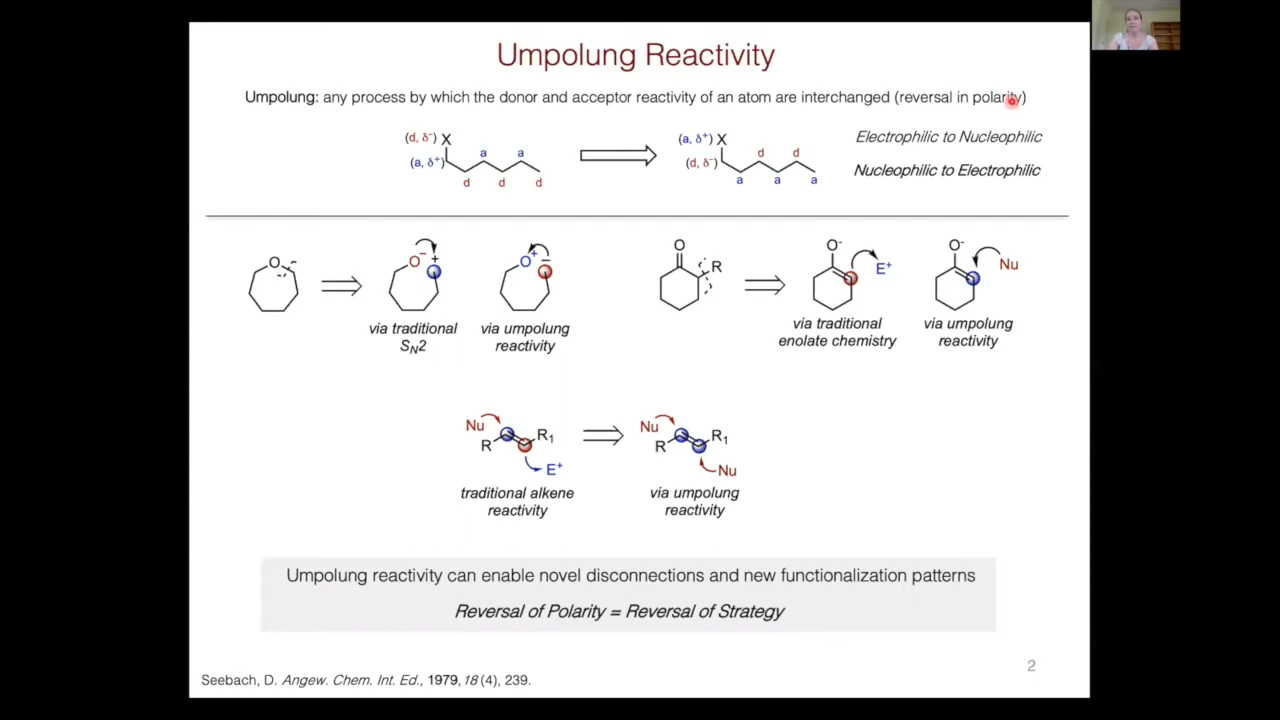 Umpolung Reactivity
Umpolung: any process by which the donor and acceptor reactivity of an atom are interchanged (reversal in polarity)
(d, δ⁻) X
(a, δ⁺)
a a
d d d
(a, δ⁺) X
(d, δ⁻)
d d
a a a
Electrophilic to Nucleophilic
Nucleophilic to Electrophilic
O
O⁻ +
via traditional
SN2
O⁺ −
via umpolung
reactivity
O
R
O⁻
E⁺
via traditional
enolate chemistry
O⁻
Nu
via umpolung
reactivity
Nu
R R₁
E⁺
traditional alkene
reactivity
Nu
R R₁
Nu
via umpolung
reactivity
Umpolung reactivity can enable novel disconnections and new functionalization patterns
Reversal of Polarity = Reversal of Strategy
2
Seebach, D. Angew. Chem. Int. Ed., 1979, 18 (4), 239.